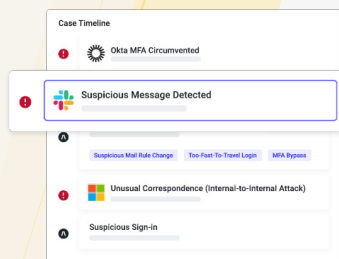 Case Timeline
Okta MFA Circumvented
Suspicious Message Detected
Suspicious Mail Rule Change Too-Fast-To-Travel Login MFA Bypass
Unusual Correspondence (Internal-to-Internal Attack)
Suspicious Sign-in